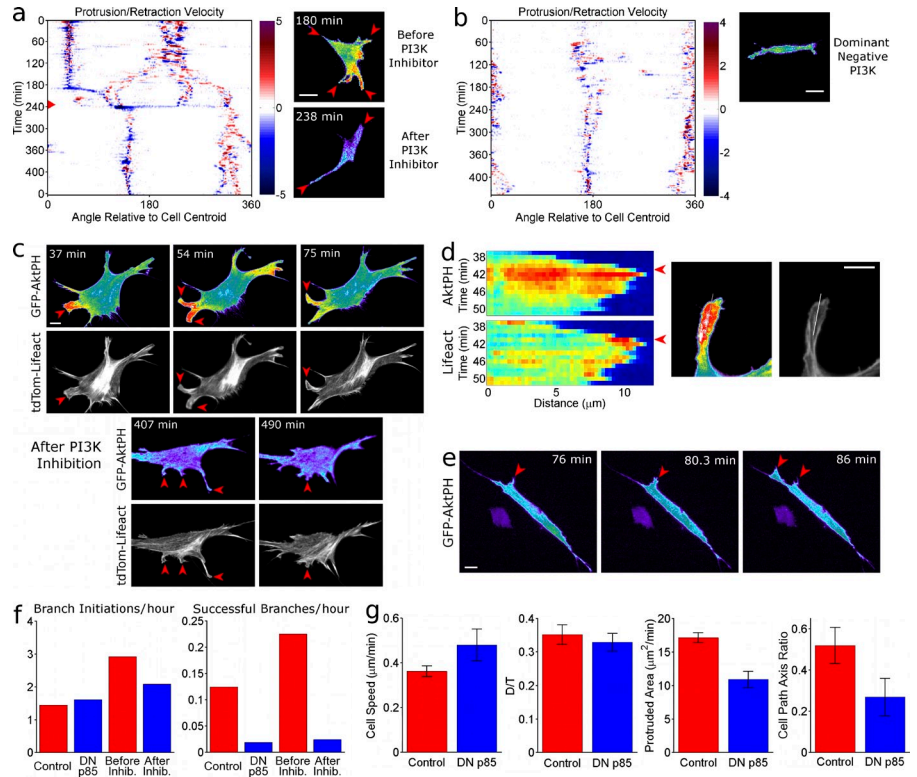 a
Protrusion/Retraction Velocity
0
60
120
180
240
300
360
0
Time (min)
0
180
360
Angle Relative to Cell Centroid
5
0
-5
180 min
Before
PI3K
Inhibitor
238 min
After
PI3K
Inhibitor
b
Protrusion/Retraction Velocity
0
60
120
180
240
300
360
400
Time (min)
0
180
360
Angle Relative to Cell Centroid
4
2
0
-2
-4
Dominant
Negative
PI3K
c
37 min
54 min
75 min
GFP-AktPH
tdTom-Lifeact
After PI3K
Inhibition
407 min
490 min
GFP-AktPH
tdTom-Lifeact
d
AktPH
Time(min)
38
42
46
50
Lifeact
Time (min)
38
42
46
50
0
5
10
Distance (μm)
e
76 min
80.3 min
86 min
GFP-AktPH
f
Branch Initiations/hour
4
3
2
1
0
Control
DN
p85
Before
Inhib.
After
Inhib.
Successful Branches/hour
0.25
0.2
0.15
0.1
0.05
0
Control
DN
p85
Before
Inhib.
After
Inhib.
g
Cell Speed (μm/min)
0.6
0.4
0.2
0
Control
DN p85
D/T
0.4
0.3
0.2
0.1
0
Control
DN p85
Protruded Area (μm²/min)
20
15
10
5
0
Control
DN p85
Cell Path Axis Ratio
0.6
0.4
0.2
0
Control
DN p85